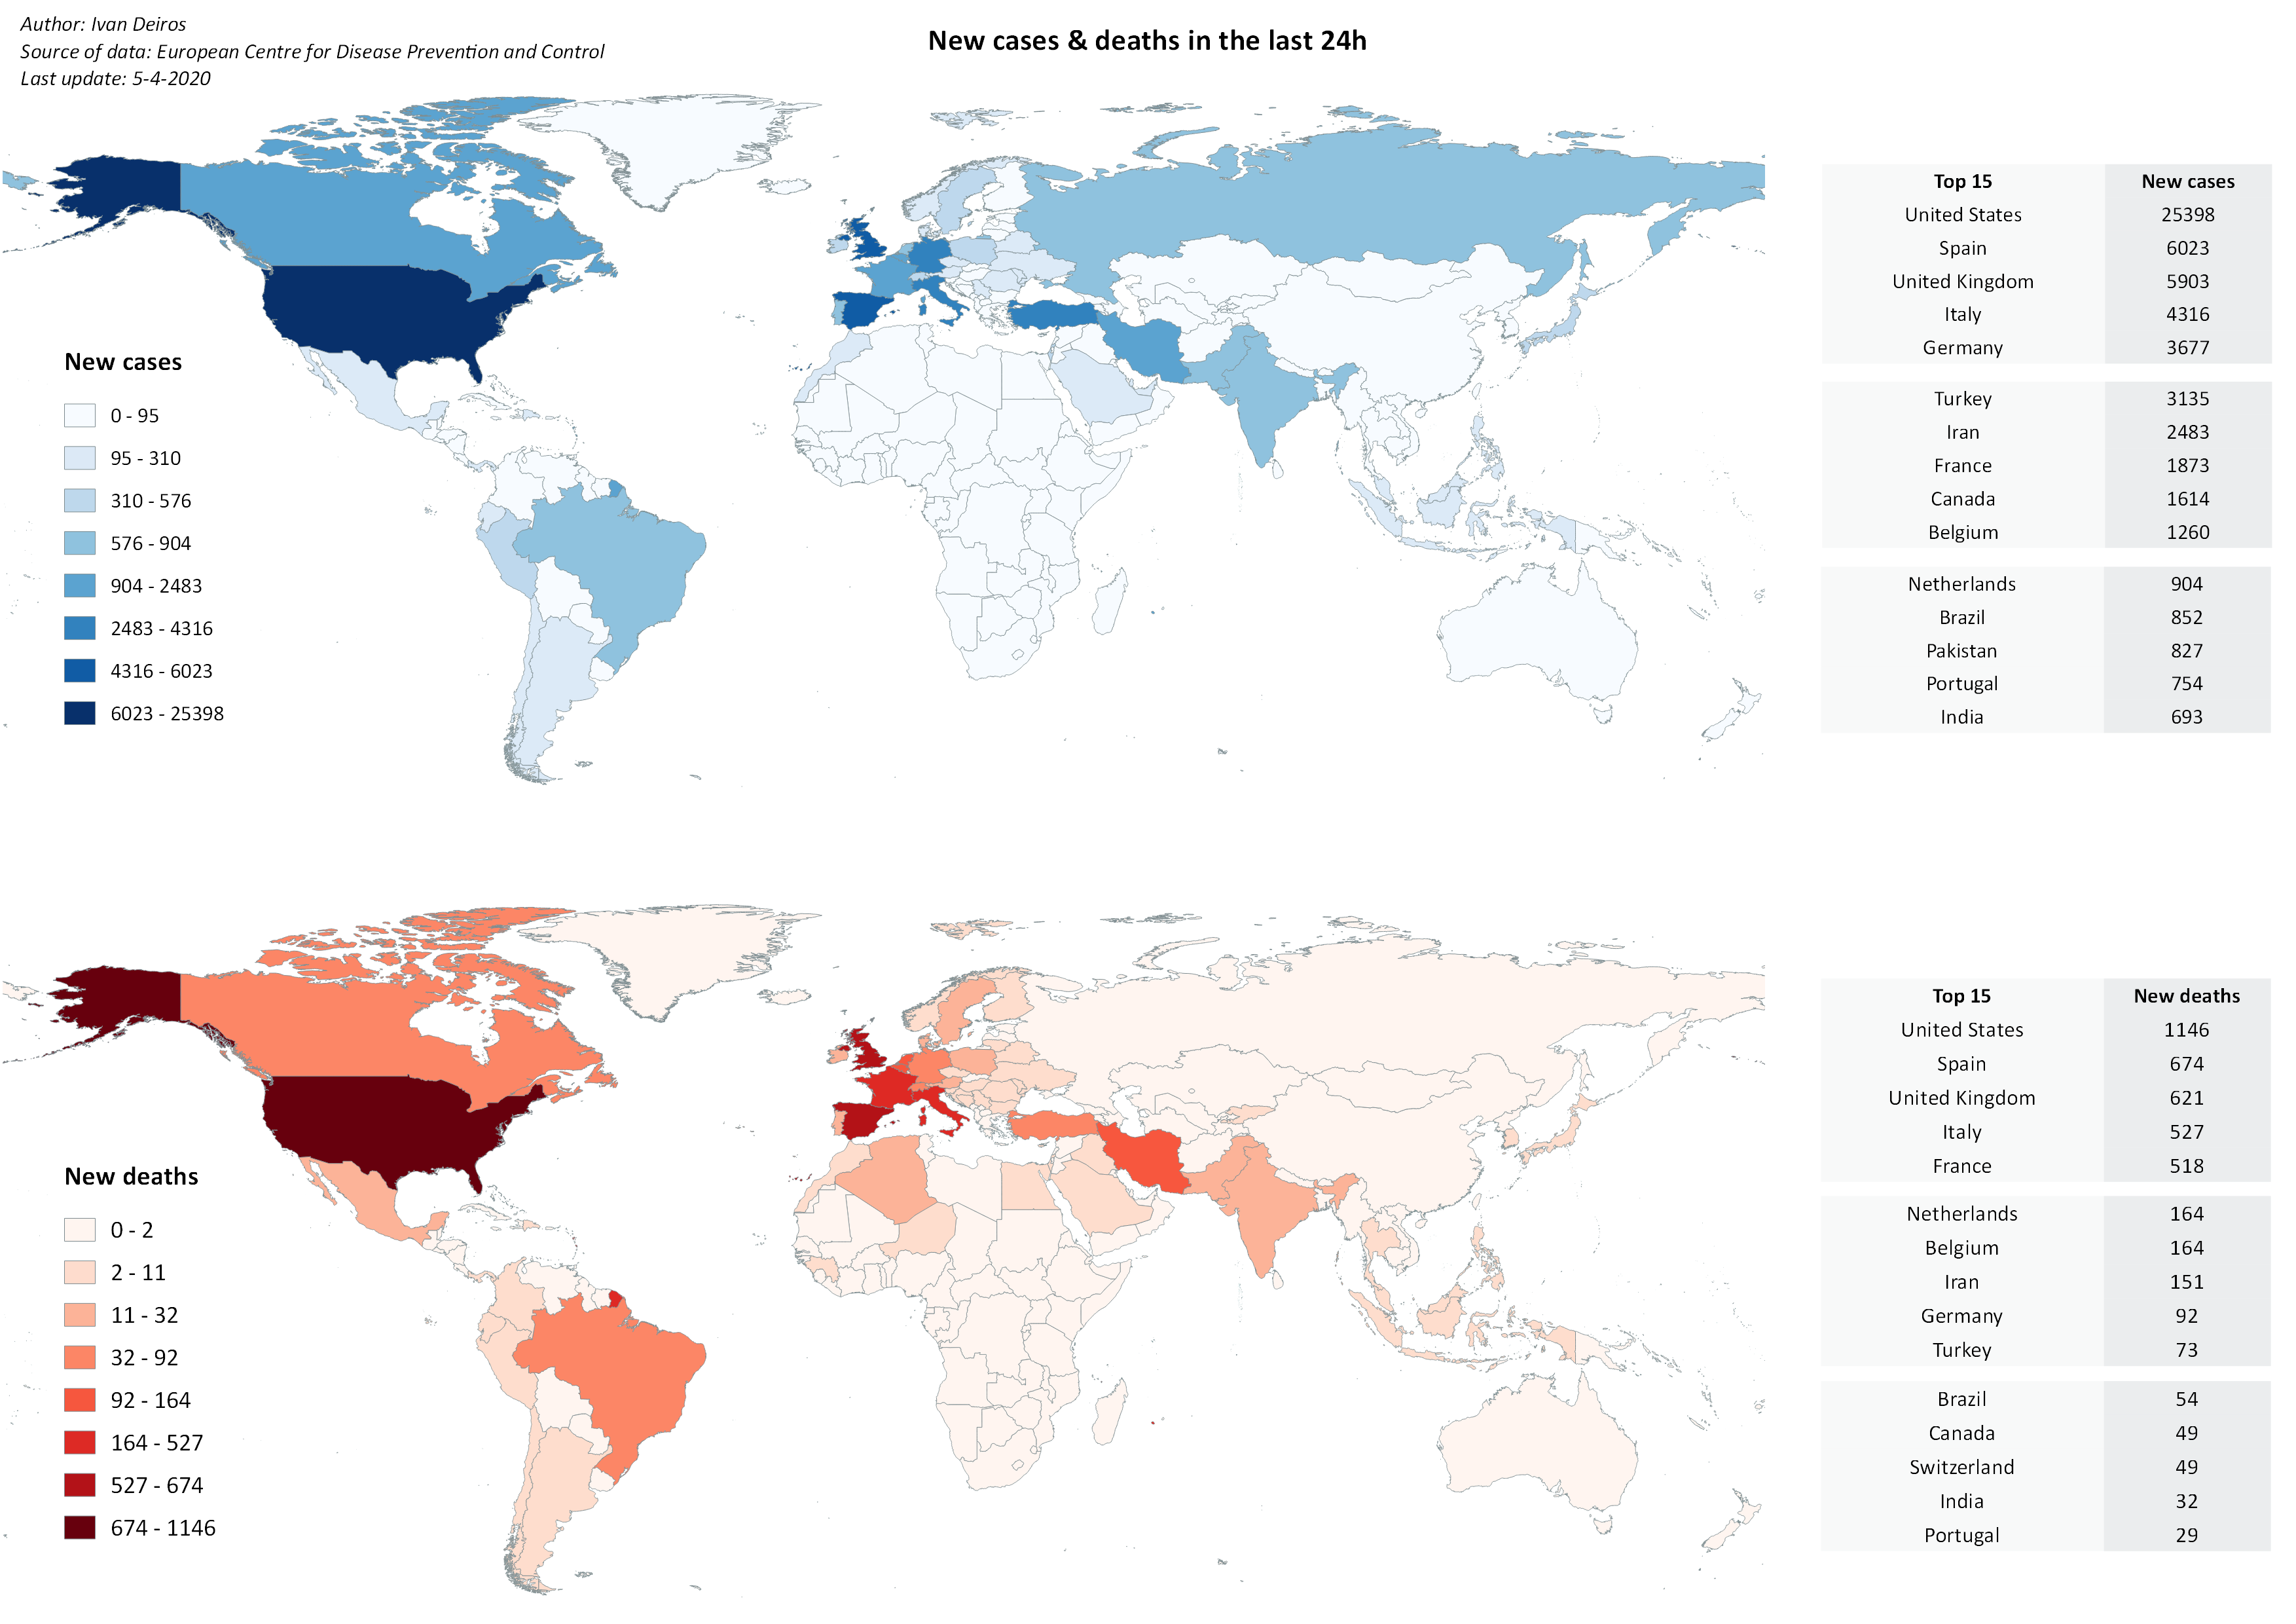 Author: Ivan Deiros
Source of data: European Centre for Disease Prevention and Control
Last update: 5-4-2020
New cases & deaths in the last 24h
New cases
0 - 95
95 - 310
310 - 576
576 - 904
904 - 2483
2483 - 4316
4316 - 6023
6023 - 25398
Top 15 New cases
United States 25398
Spain 6023
United Kingdom 5903
Italy 4316
Germany 3677
Turkey 3135
Iran 2483
France 1873
Canada 1614
Belgium 1260
Netherlands 904
Brazil 852
Pakistan 827
Portugal 754
India 693
New deaths
0 - 2
2 - 11
11 - 32
32 - 92
92 - 164
164 - 527
527 - 674
674 - 1146
Top 15 New deaths
United States 1146
Spain 674
United Kingdom 621
Italy 527
France 518
Netherlands 164
Belgium 164
Iran 151
Germany 92
Turkey 73
Brazil 54
Canada 49
Switzerland 49
India 32
Portugal 29